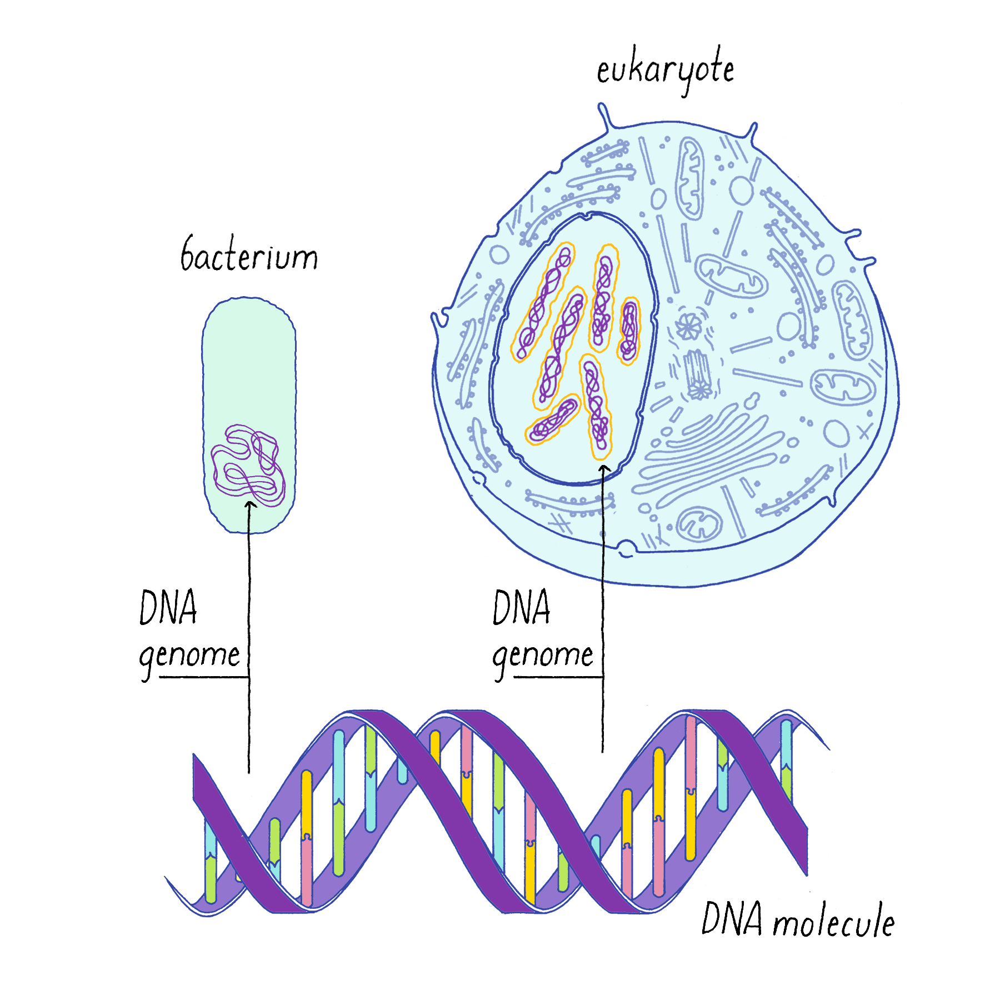 eukaryote
bacterium
DNA
genome
DNA
genome
DNA molecule